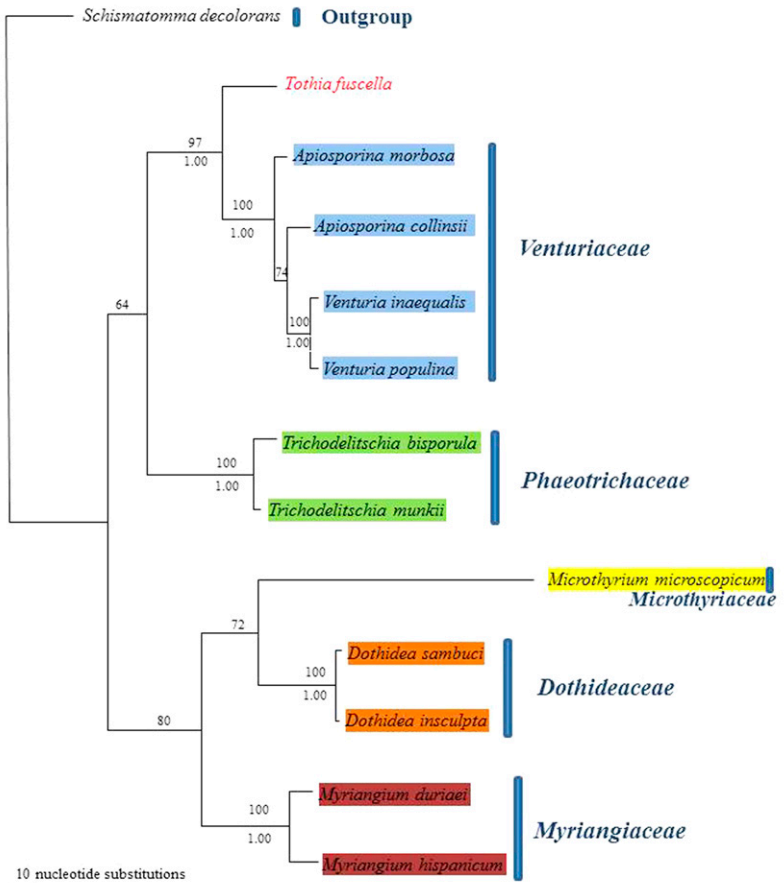 Schismatomma decolorans Outgroup
Tothia fuscella
97
1.00
Apiosporina morbosa
100
1.00
Apiosporina collinsii
Venturiaceae
74
Venturia inaequalis
64
100
1.00
Venturia populina
Trichodelitschia bisporula
100
1.00
Phaeotrichaceae
Trichodelitschia munkii
Microthyrium microscopicum
Microthyriaceae
72
Dothidea sambuci
100
1.00
Dothideaceae
80
Dothidea insculpta
Myriangium duriaei
100
1.00
Myriangiaceae
Myriangium hispanicum
10 nucleotide substitutions